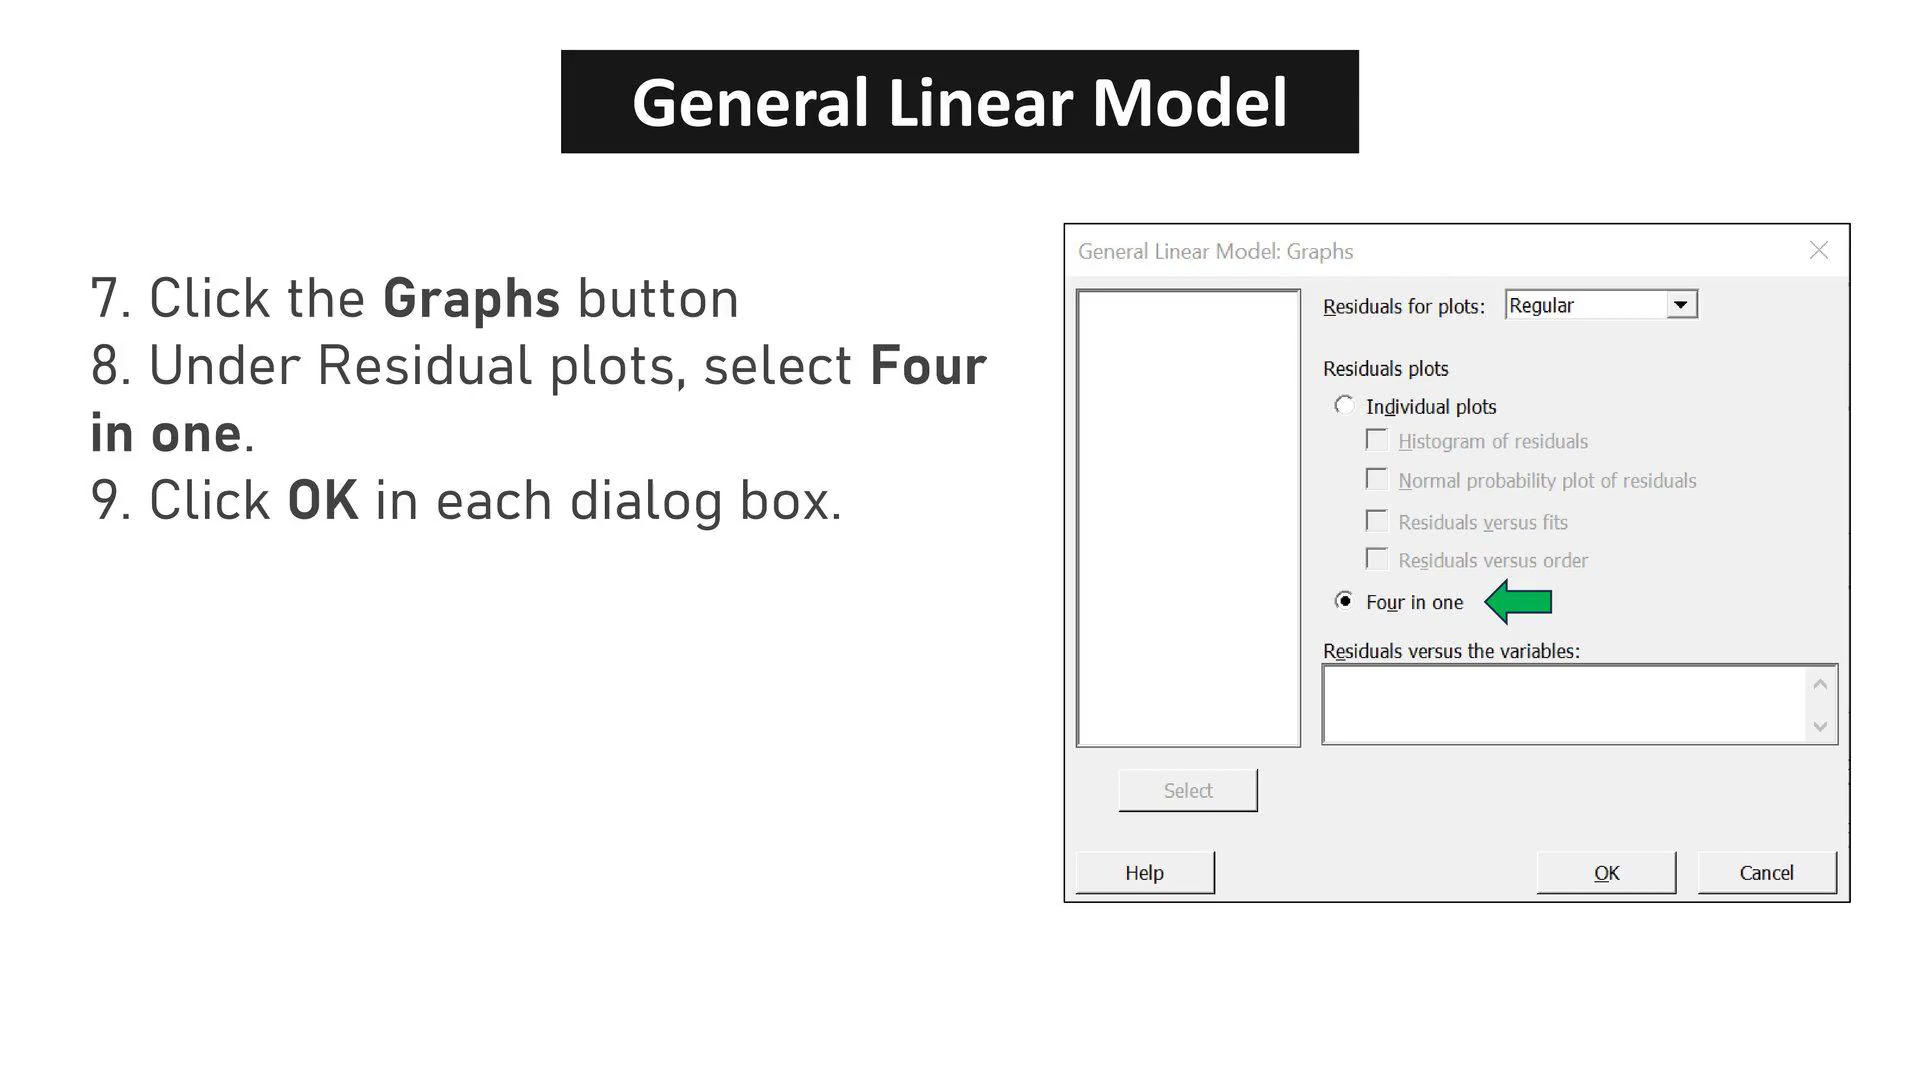 General Linear Model
7. Click the Graphs button
8. Under Residual plots, select Four
in one.
9. Click OK in each dialog box.
General Linear Model: Graphs
Residuals for plots: Regular
Residuals plots
Individual plots
Histogram of residuals
Normal probability plot of residuals
Residuals versus fits
Residuals versus order
Four in one
Residuals versus the variables:
Select
Help OK Cancel